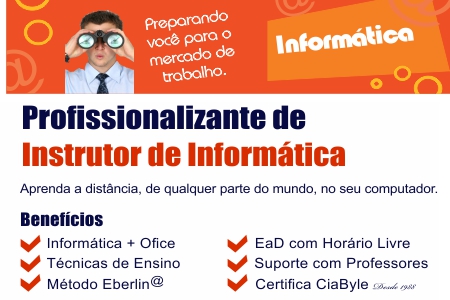 Preparando
você para o
mercado de
trabalho.
Informática
Profissionalizante de
Instrutor de Informática
Aprenda a distância, de qualquer parte do mundo, no seu computador.
Benefícios
Informática + Ofice
Técnicas de Ensino
Método Eberlin@
EaD com Horário Livre
Suporte com Professores
Certifica CiaByle Desde 1988